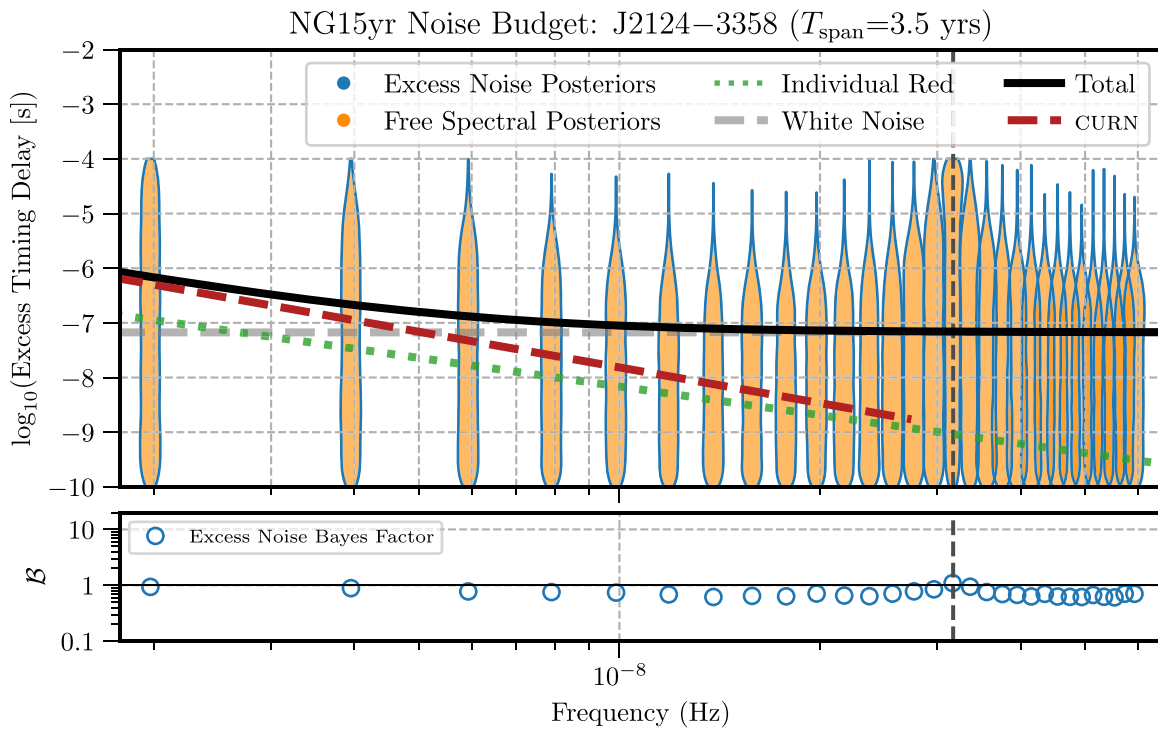 NG15yr Noise Budget: J2124−3358 (T_span=3.5 yrs)
Excess Noise Posteriors
Individual Red
Total
Free Spectral Posteriors
White Noise
CURN
log₁₀(Excess Timing Delay [s])
−2
−3
−4
−5
−6
−7
−8
−9
−10
Excess Noise Bayes Factor
ℬ
10
1
0.1
10⁻⁸
Frequency (Hz)